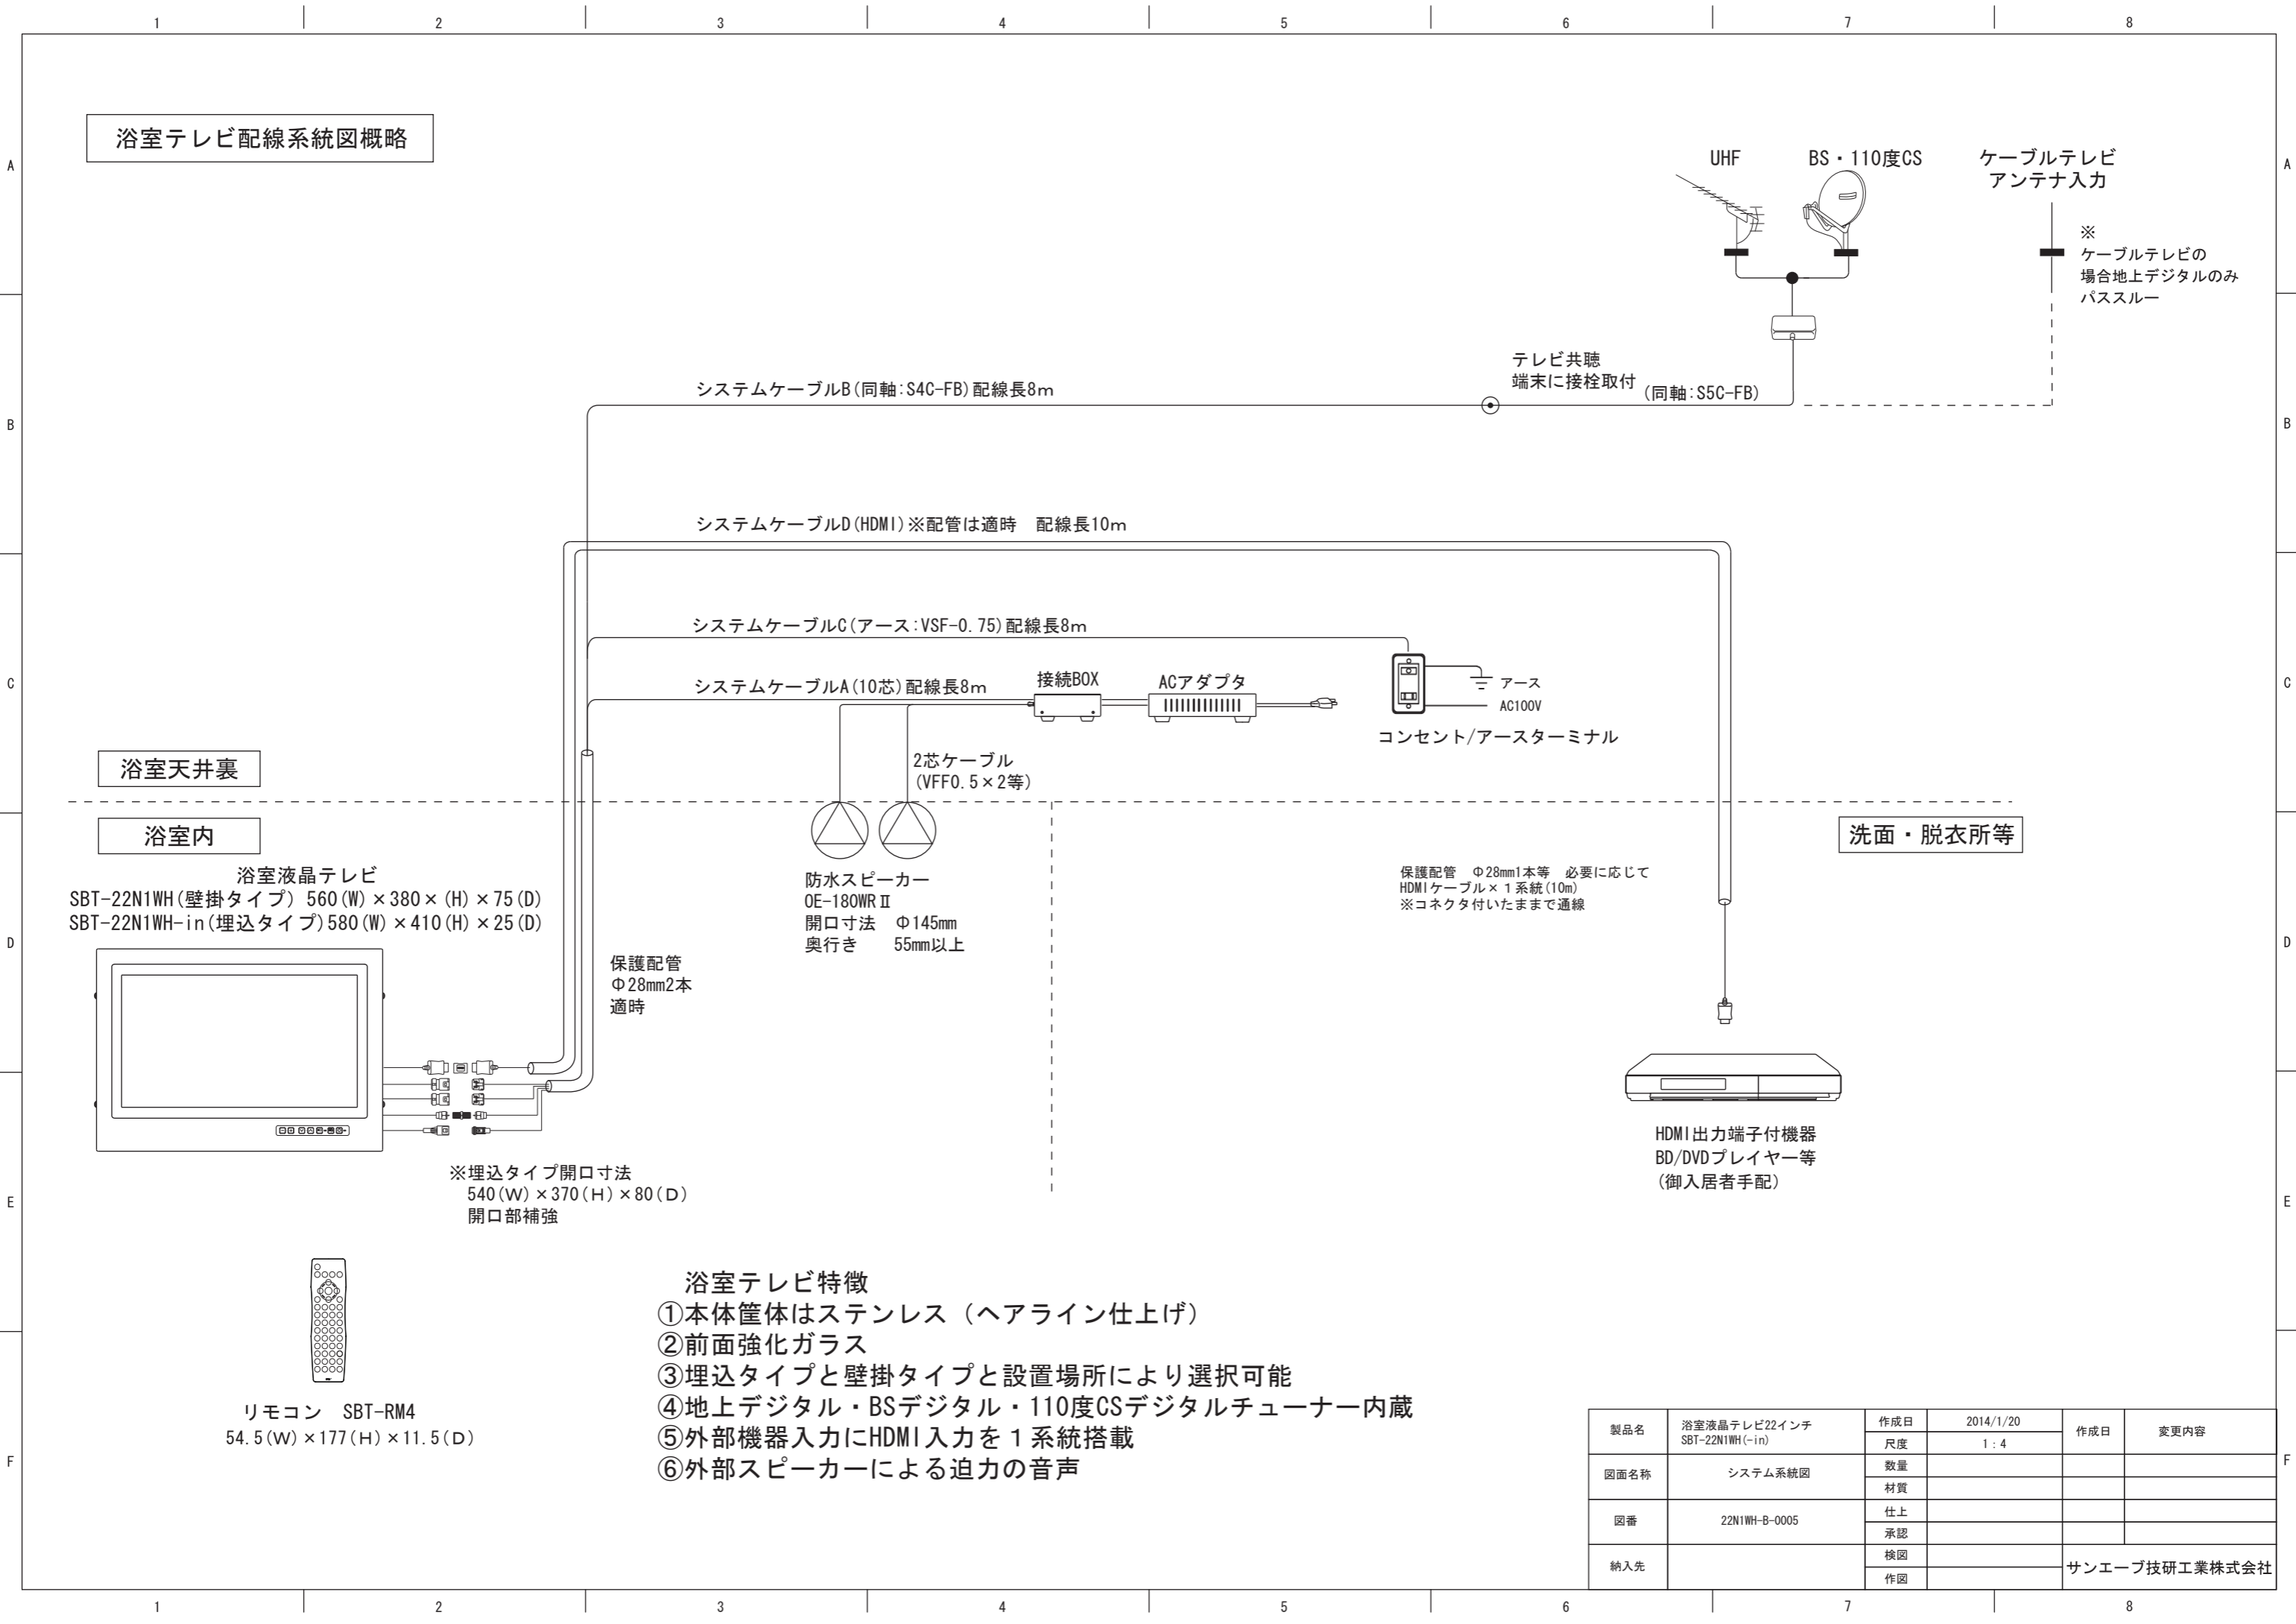 1 2 3 4 5 6 7 8
A
B
C
D
E
F
浴室テレビ配線系統図概略
UHF
BS・110度CS
ケーブルテレビ
アンテナ入力
※
ケーブルテレビの
場合地上デジタルのみ
パススルー
テレビ共聴
端末に接栓取付
(同軸:S5C-FB)
システムケーブルB(同軸:S4C-FB)配線長8m
システムケーブルD(HDMI)※配管は適時 配線長10m
システムケーブルC(アース:VSF-0.75)配線長8m
システムケーブルA(10芯)配線長8m
接続BOX
ACアダプタ
アース
AC100V
コンセント/アースターミナル
2芯ケーブル
(VFF0.5×2等)
浴室天井裏
浴室内
洗面・脱衣所等
浴室液晶テレビ
SBT-22N1WH(壁掛タイプ) 560(W)×380×(H)×75(D)
SBT-22N1WH-in(埋込タイプ)580(W)×410(H)×25(D)
防水スピーカー
OE-180WRⅡ
開口寸法 Φ145mm
奥行き 55mm以上
保護配管 Φ28mm1本等 必要に応じて
HDMIケーブル×1系統(10m)
※コネクタ付いたままで通線
保護配管
Φ28mm2本
適時
HDMI出力端子付機器
BD/DVDプレイヤー等
(御入居者手配)
※埋込タイプ開口寸法
540(W)×370(H)×80(D)
開口部補強
リモコン SBT-RM4
54.5(W)×177(H)×11.5(D)
浴室テレビ特徴
①本体筐体はステンレス（ヘアライン仕上げ）
②前面強化ガラス
③埋込タイプと壁掛タイプと設置場所により選択可能
④地上デジタル・BSデジタル・110度CSデジタルチューナー内蔵
⑤外部機器入力にHDMI入力を1系統搭載
⑥外部スピーカーによる迫力の音声
製品名
浴室液晶テレビ22インチ
SBT-22N1WH(-in)
作成日
2014/1/20
作成日
変更内容
尺度
1:4
図面名称
システム系統図
数量
材質
図番
22N1WH-B-0005
仕上
承認
納入先
検図
作図
サンエーブ技研工業株式会社
A
B
C
D
E
F
1 2 3 4 5 6 7 8